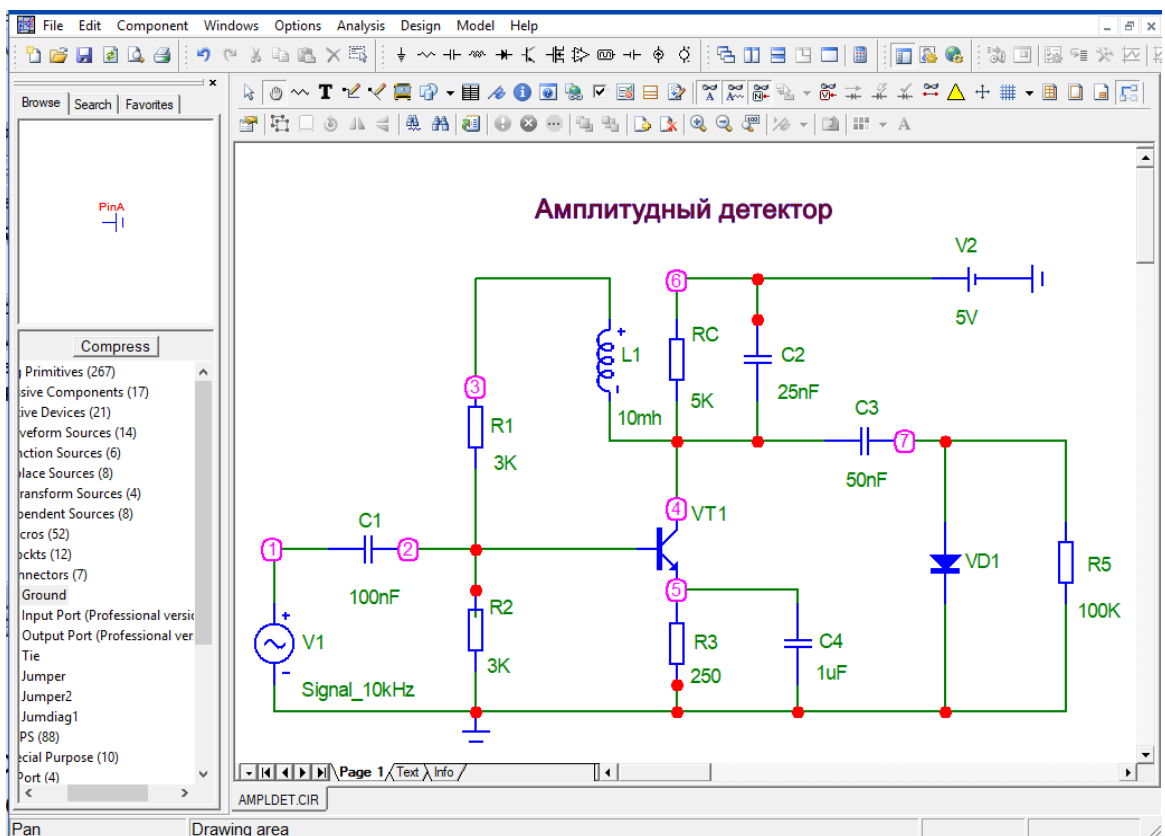 File Edit Component Windows Options Analysis Design Model Help
Browse Search Favorites
PinA
Compress
Primitives (267)
sive Components (17)
tive Devices (21)
veform Sources (14)
nction Sources (6)
place Sources (8)
ransform Sources (4)
pendent Sources (8)
cros (52)
ockts (12)
nnectors (7)
Ground
Input Port (Professional versio
Output Port (Professional ver
Tie
Jumper
Jumper2
Jumdiag1
PS (88)
ecial Purpose (10)
Port (4)
Амплитудный детектор
V2
5V
6
RC
5K
C2
25nF
L1
10mh
3
R1
3K
C3
50nF
7
4
VT1
1
C1
100nF
2
VD1
R5
100K
5
R2
3K
R3
250
C4
1uF
V1
Signal_10kHz
Page 1 Text Info
AMPLDET.CIR
Pan Drawing area